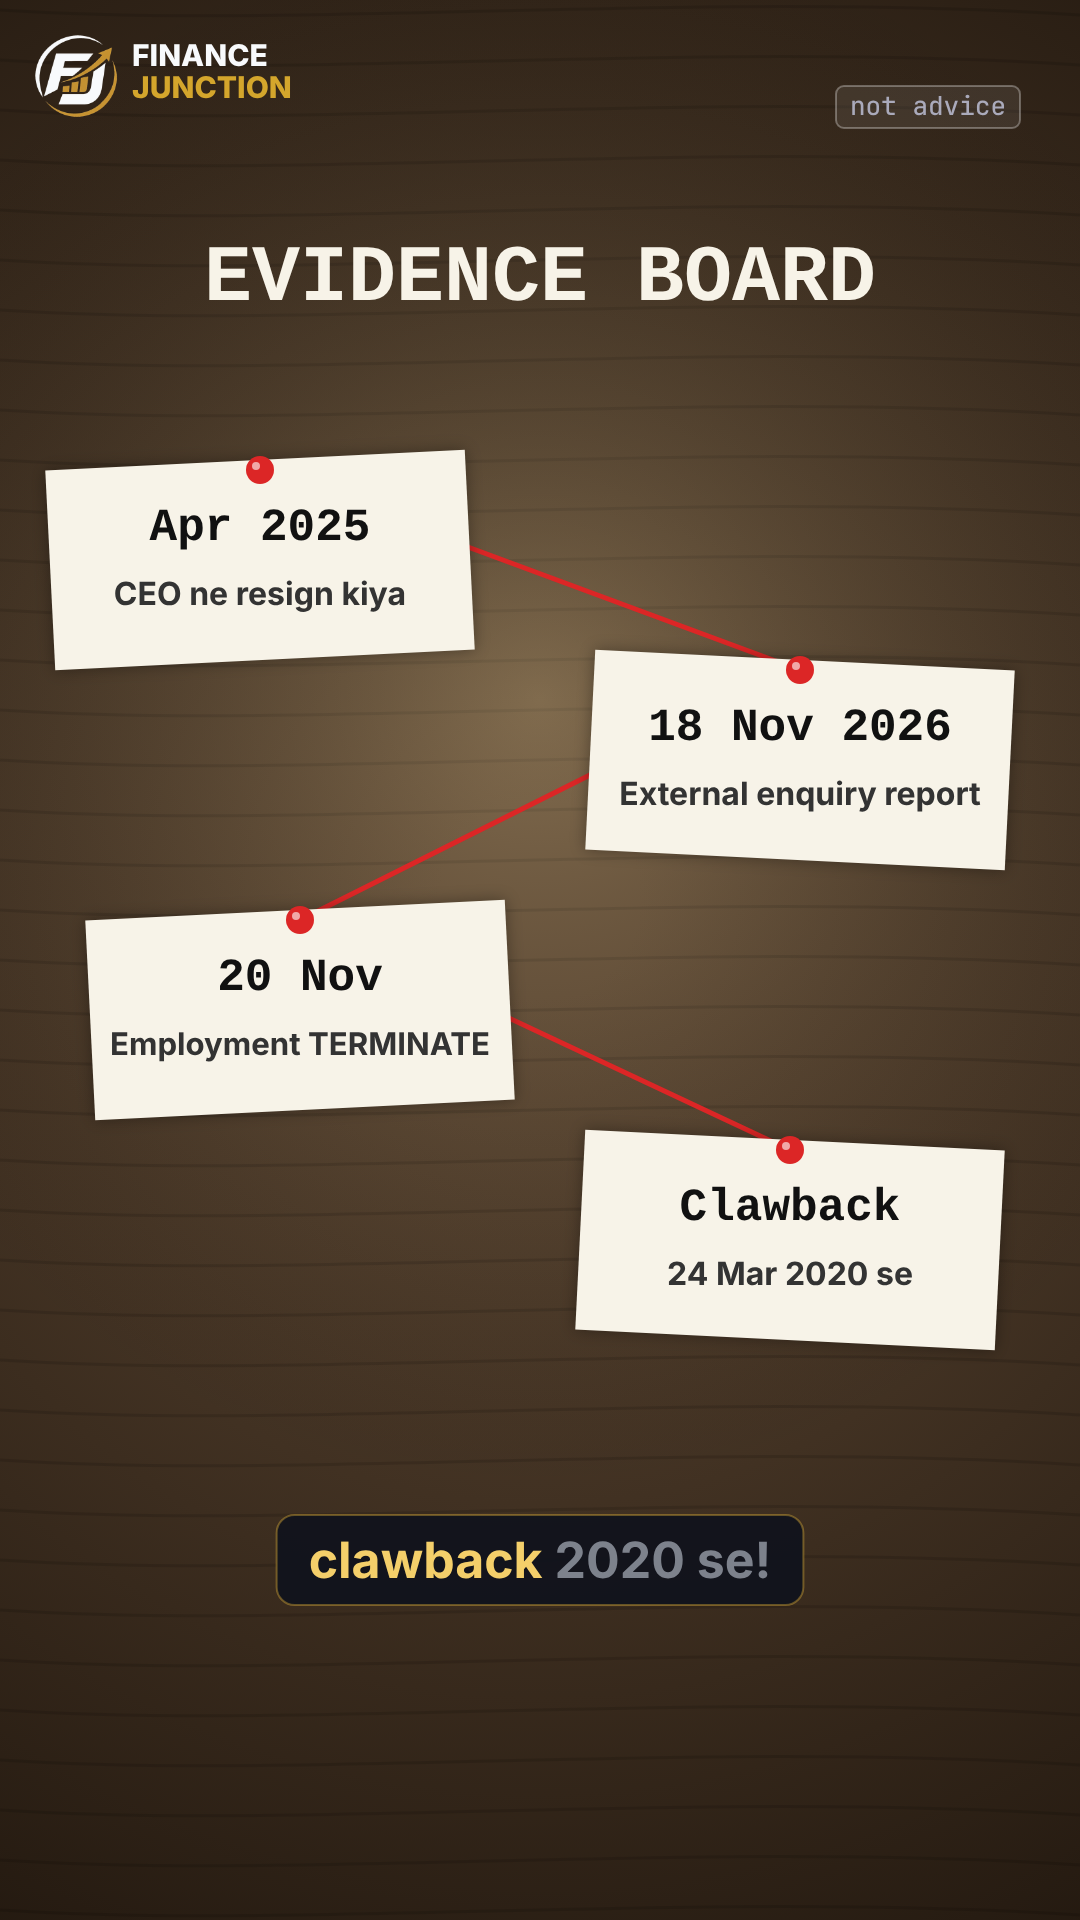 FINANCE
JUNCTION
not advice
EVIDENCE BOARD
Apr 2025
CEO ne resign kiya
18 Nov 2026
External enquiry report
20 Nov
Employment TERMINATE
Clawback
24 Mar 2020 se
clawback 2020 se!